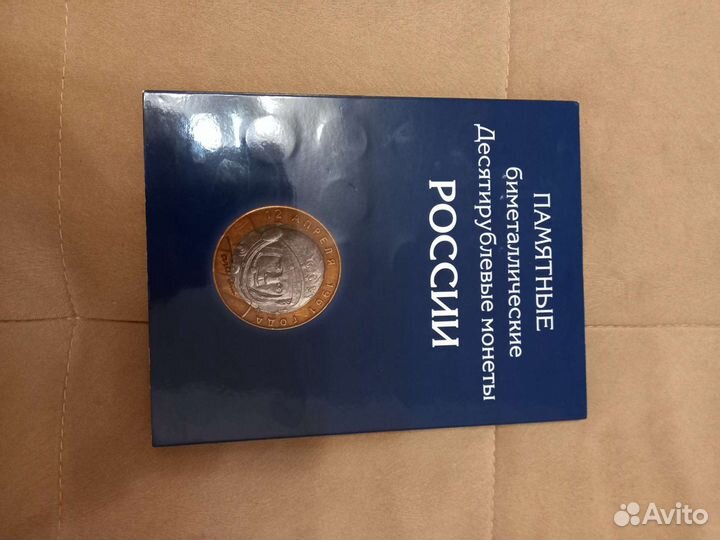 ПАМЯТНЫЕ
биметаллические
Десятирублевые монеты
РОССИИ
12 АПРЕЛЯ 1961 ГОДА
Avito